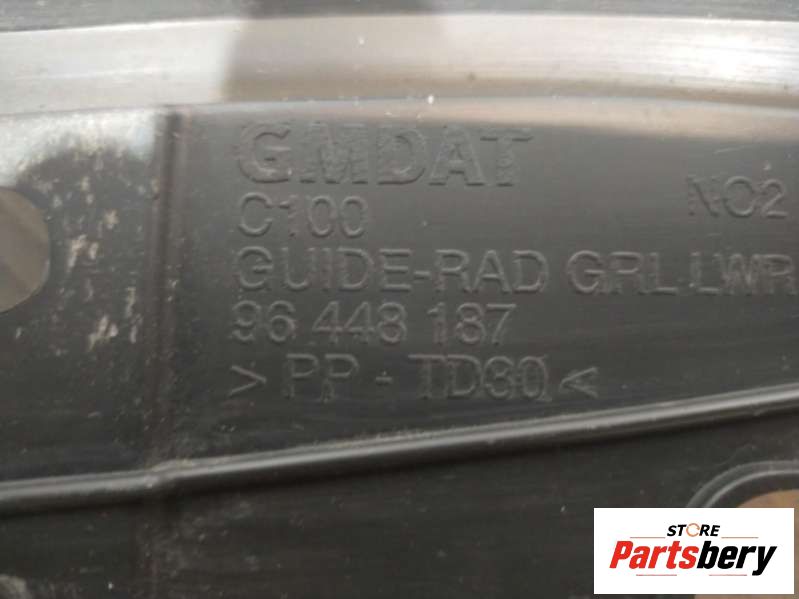 GMDAT
C100 NO2
GUIDE-RAD GRL LWR
96 448 187
> PP - TD30 <
STORE
Partsbery